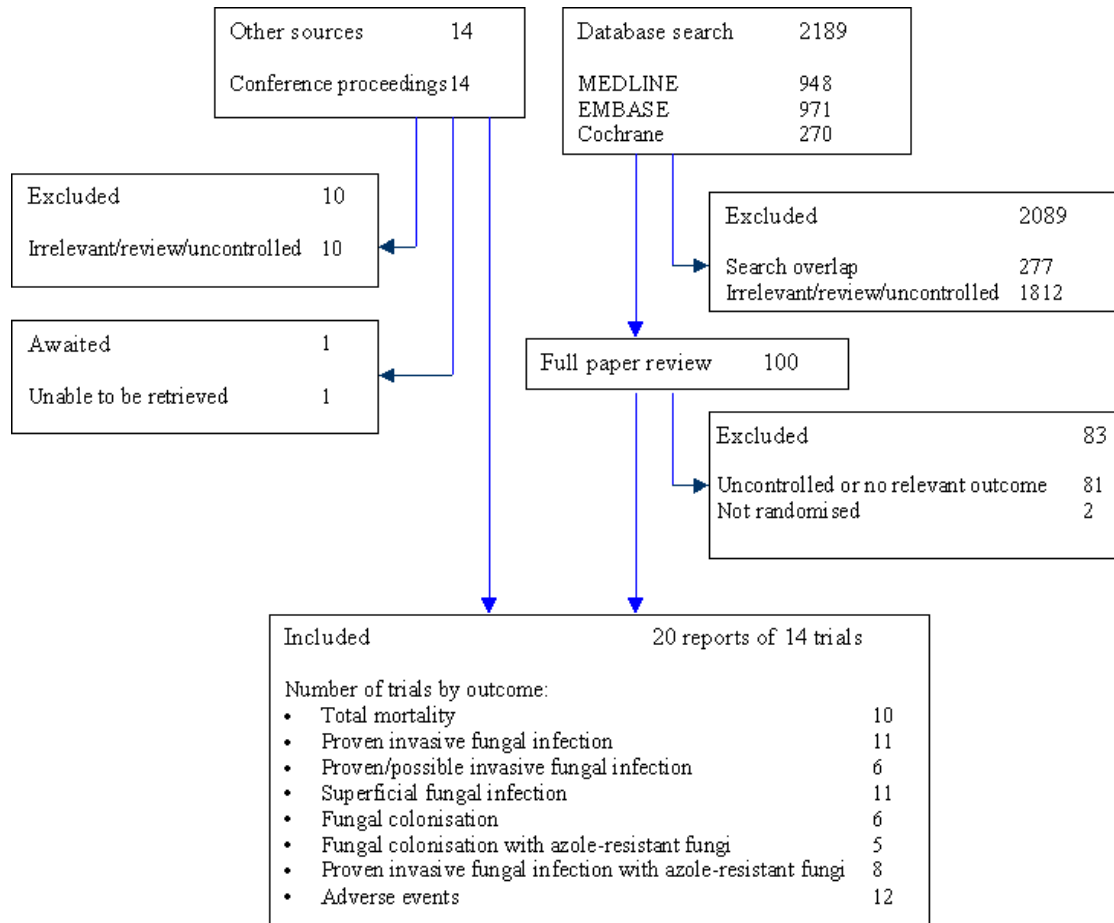 Other sources 14
Conference proceedings 14
Database search 2189
MEDLINE 948
EMBASE 971
Cochrane 270
Excluded 10
Irrelevant/review/uncontrolled 10
Excluded 2089
Search overlap 277
Irrelevant/review/uncontrolled 1812
Awaited 1
Unable to be retrieved 1
Full paper review 100
Excluded 83
Uncontrolled or no relevant outcome 81
Not randomised 2
Included 20 reports of 14 trials
Number of trials by outcome:
• Total mortality 10
• Proven invasive fungal infection 11
• Proven/possible invasive fungal infection 6
• Superficial fungal infection 11
• Fungal colonisation 6
• Fungal colonisation with azole-resistant fungi 5
• Proven invasive fungal infection with azole-resistant fungi 8
• Adverse events 12